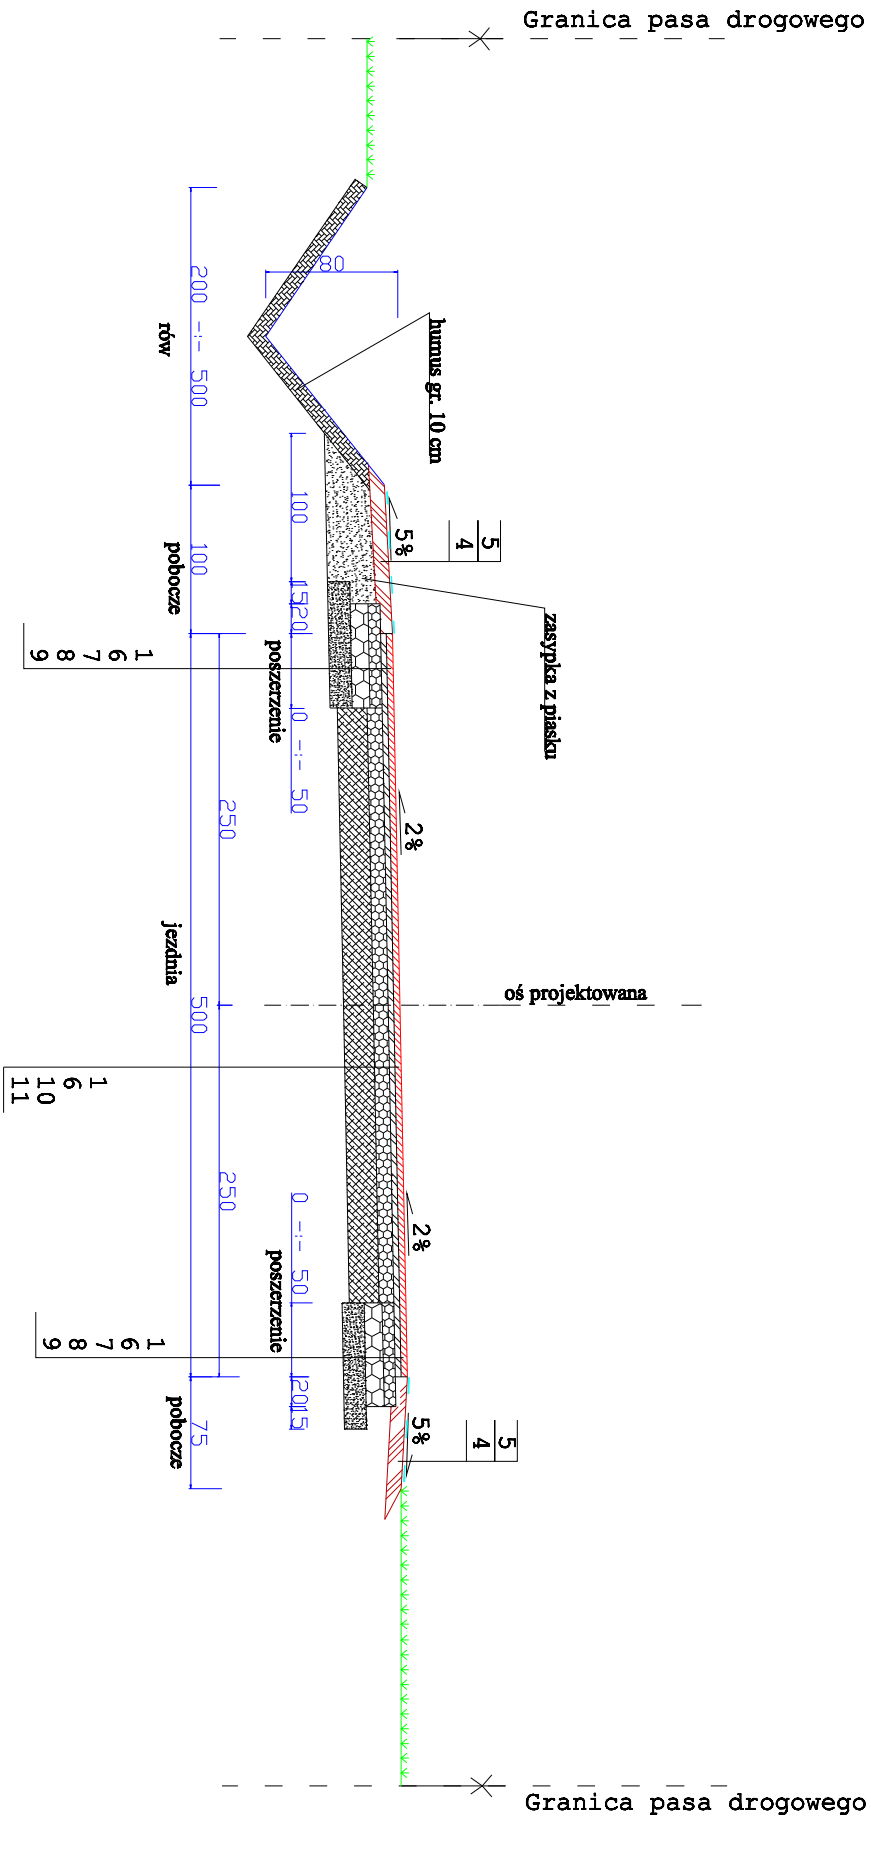 Granica pasa drogowego
80
200 -:- 500
rów
humus gr. 10 cm
100
5%
5
4
100
pobocze
15
20
zasypka z piasku
1
6
7
8
9
poszerzenie
0 -:- 50
250
2%
jezdnia
500
oś projektowana
1
6
10
11
250
2%
0 -:- 50
poszerzenie
1
6
7
8
9
20
15
5%
5
4
pobocze
75
Granica pasa drogowego